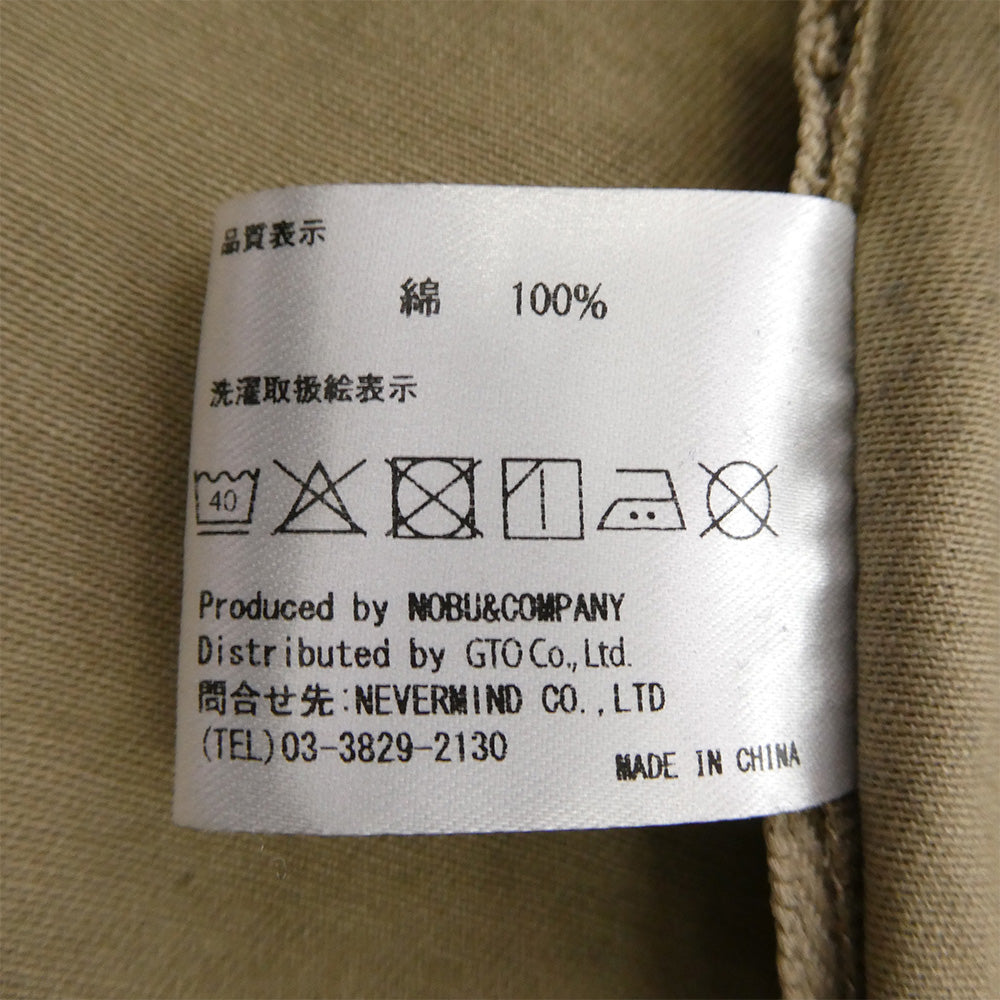 品質表示
綿 100%
洗濯取扱絵表示
40
Produced by NOBU&COMPANY
Distributed by GTO Co.,Ltd.
問合せ先:NEVERMIND CO.,LTD
(TEL)03-3829-2130
MADE IN CHINA